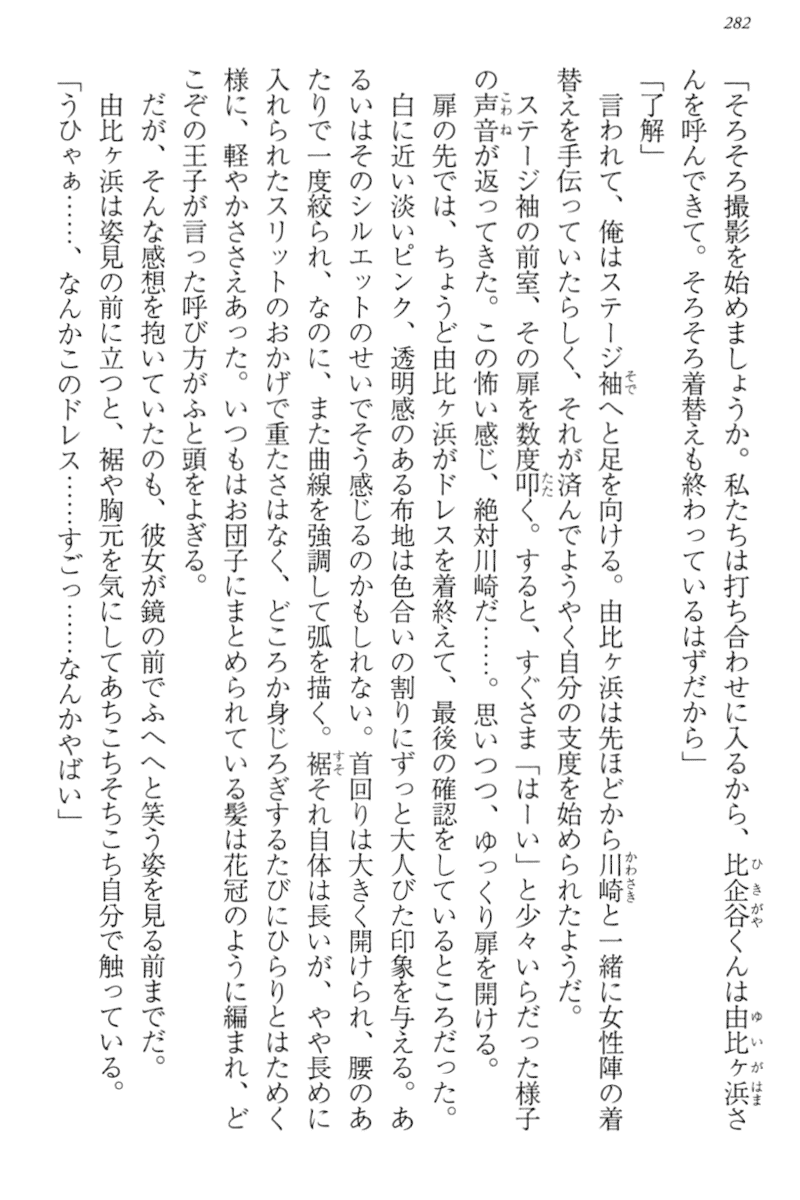 282
「そろそろ撮影を始めましょうか。私たちは打ち合わせに入るから、比企谷くんは由比ヶ浜さ
んを呼んできて。そろそろ着替えも終わっているはずだから」
「了解」
　言われて、俺はステージ袖へと足を向ける。由比ヶ浜は先ほどから川崎と一緒に女性陣の着
替えを手伝っていたらしく、それが済んでようやく自分の支度を始められたようだ。
　ステージ袖の前室、その扉を数度叩く。すると、すぐさま「はーい」と少々いらだった様子
の声音が返ってきた。この怖い感じ、絶対川崎だ……。思いつつ、ゆっくり扉を開ける。
　扉の先では、ちょうど由比ヶ浜がドレスを着終えて、最後の確認をしているところだった。
　白に近い淡いピンク、透明感のある布地は色合いの割りにずっと大人びた印象を与える。あ
るいはそのシルエットのせいでそう感じるのかもしれない。首回りは大きく開けられ、腰のあ
たりで一度絞られ、なのに、また曲線を強調して弧を描く。裾それ自体は長いが、やや長めに
入れられたスリットのおかげで重たさはなく、どころか身じろぎするたびにひらりとはためく
様に、軽やかささえあった。いつもはお団子にまとめられている髪は花冠のように編まれ、ど
こぞの王子が言った呼び方がふと頭をよぎる。
　だが、そんな感想を抱いていたのも、彼女が鏡の前でふへへと笑う姿を見る前までだ。
　由比ヶ浜は姿見の前に立つと、裾や胸元を気にしてあちこちそちこち自分で触っている。
「うひゃぁ……、なんかこのドレス……すごっ……なんかやばい」